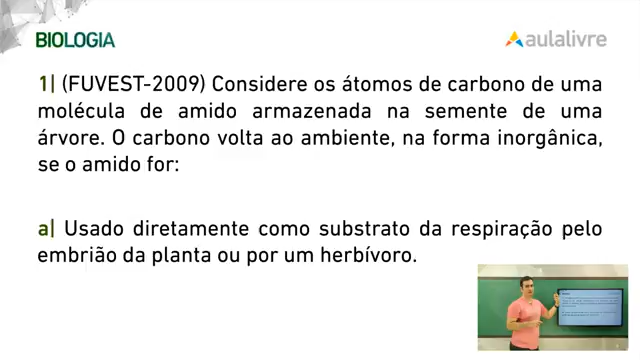 BIOLOGIA
aulalivre
1| (FUVEST-2009) Considere os átomos de carbono de uma
molécula de amido armazenada na semente de uma
árvore. O carbono volta ao ambiente, na forma inorgânica,
se o amido for:
a| Usado diretamente como substrato da respiração pelo
embrião da planta ou por um herbívoro.